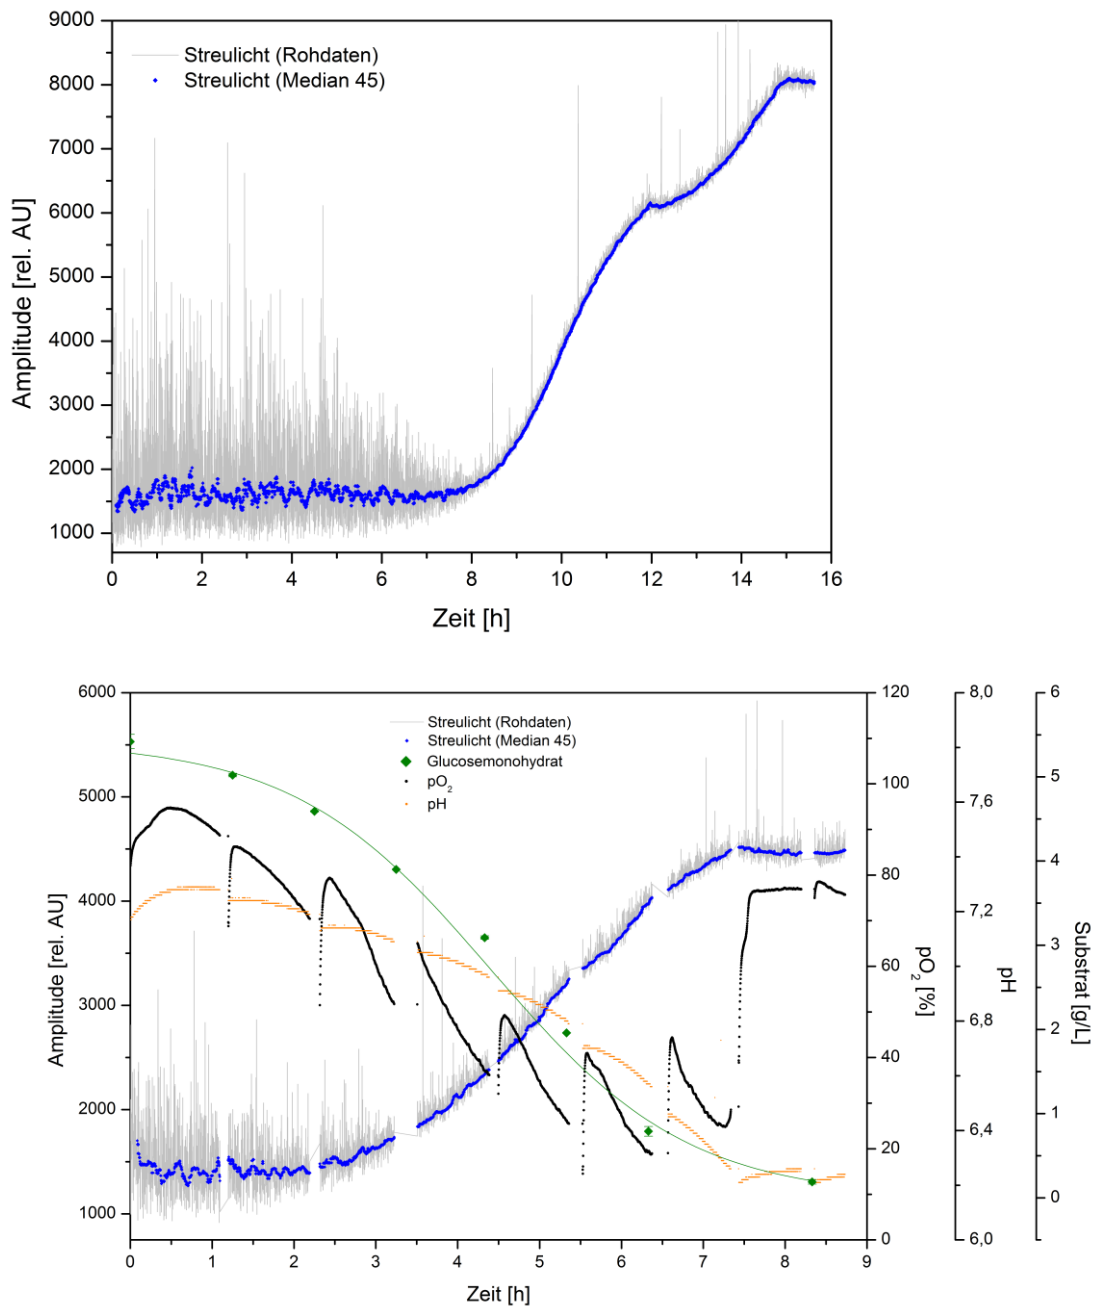 9000
8000
7000
6000
5000
4000
3000
2000
1000
Amplitude [rel. AU]
Streulicht (Rohdaten)
Streulicht (Median 45)
0 2 4 6 8 10 12 14 16
Zeit [h]
6000
5000
4000
3000
2000
1000
Amplitude [rel. AU]
Streulicht (Rohdaten)
Streulicht (Median 45)
Glucosemonohydrat
pO₂
pH
120
100
80
60
40
20
0
pO₂ [%]
8,0
7,6
7,2
6,8
6,4
6,0
pH
6
5
4
3
2
1
0
Substrat [g/L]
0 1 2 3 4 5 6 7 8 9
Zeit [h]